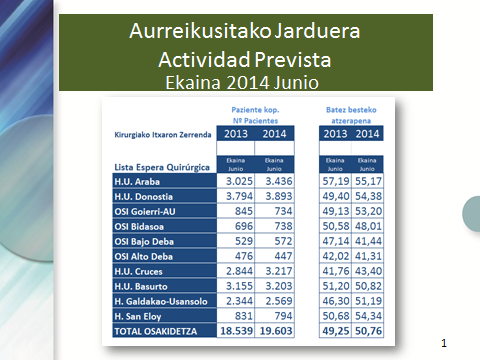 Aurreikusitako Jarduera
Actividad Prevista
Ekaina 2014 Junio
Paziente kop. Batez besteko
Nº Pacientes atzerapena
Kirurgiako Itxaron Zerrenda 2013 2014 2013 2014
Lista Espera Quirúrgica Ekaina Junio Ekaina Junio Ekaina Junio Ekaina Junio
H.U. Araba 3.025 3.436 57,19 55,17
H.U. Donostia 3.794 3.893 49,40 54,38
OSI Goierri-AU 845 734 49,13 53,20
OSI Bidasoa 696 738 50,58 48,01
OSI Bajo Deba 529 572 47,14 41,44
OSI Alto Deba 476 447 42,02 41,31
H.U. Cruces 2.844 3.217 41,76 43,40
H.U. Basurto 3.155 3.203 51,20 50,82
H. Galdakao-Usansolo 2.344 2.569 46,30 51,19
H. San Eloy 831 794 50,68 54,34
TOTAL OSAKIDETZA 18.539 19.603 49,25 50,76
1